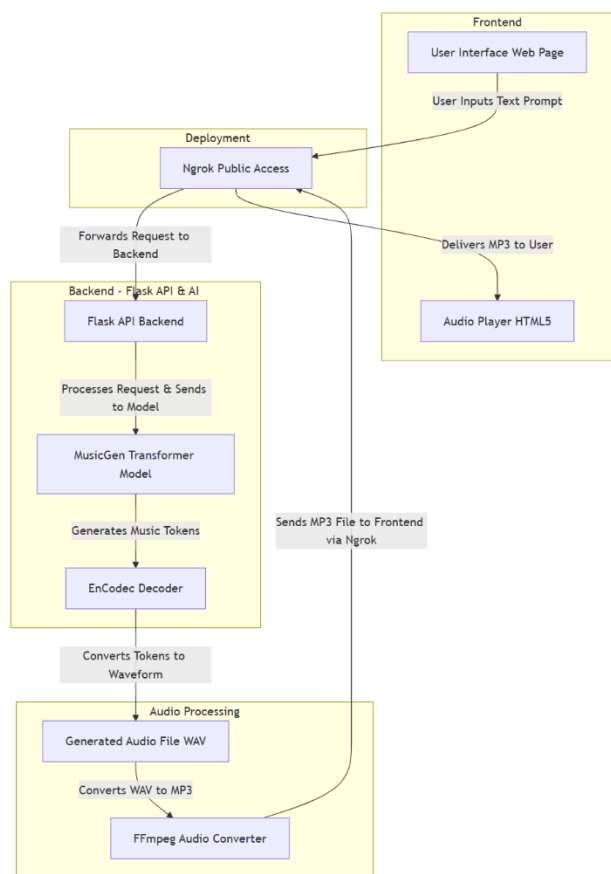 Frontend
User Interface Web Page
User Inputs Text Prompt
Deployment
Ngrok Public Access
Forwards Request to
Backend
Delivers MP3 to User
Backend - Flask API & AI
Flask API Backend
Audio Player HTML5
Processes Request & Sends
to Model
MusicGen Transformer
Model
Sends MP3 File to Frontend
via Ngrok
Generates Music Tokens
EnCodec Decoder
Converts Tokens to
Waveform
Audio Processing
Generated Audio File WAV
Converts WAV to MP3
FFmpeg Audio Converter